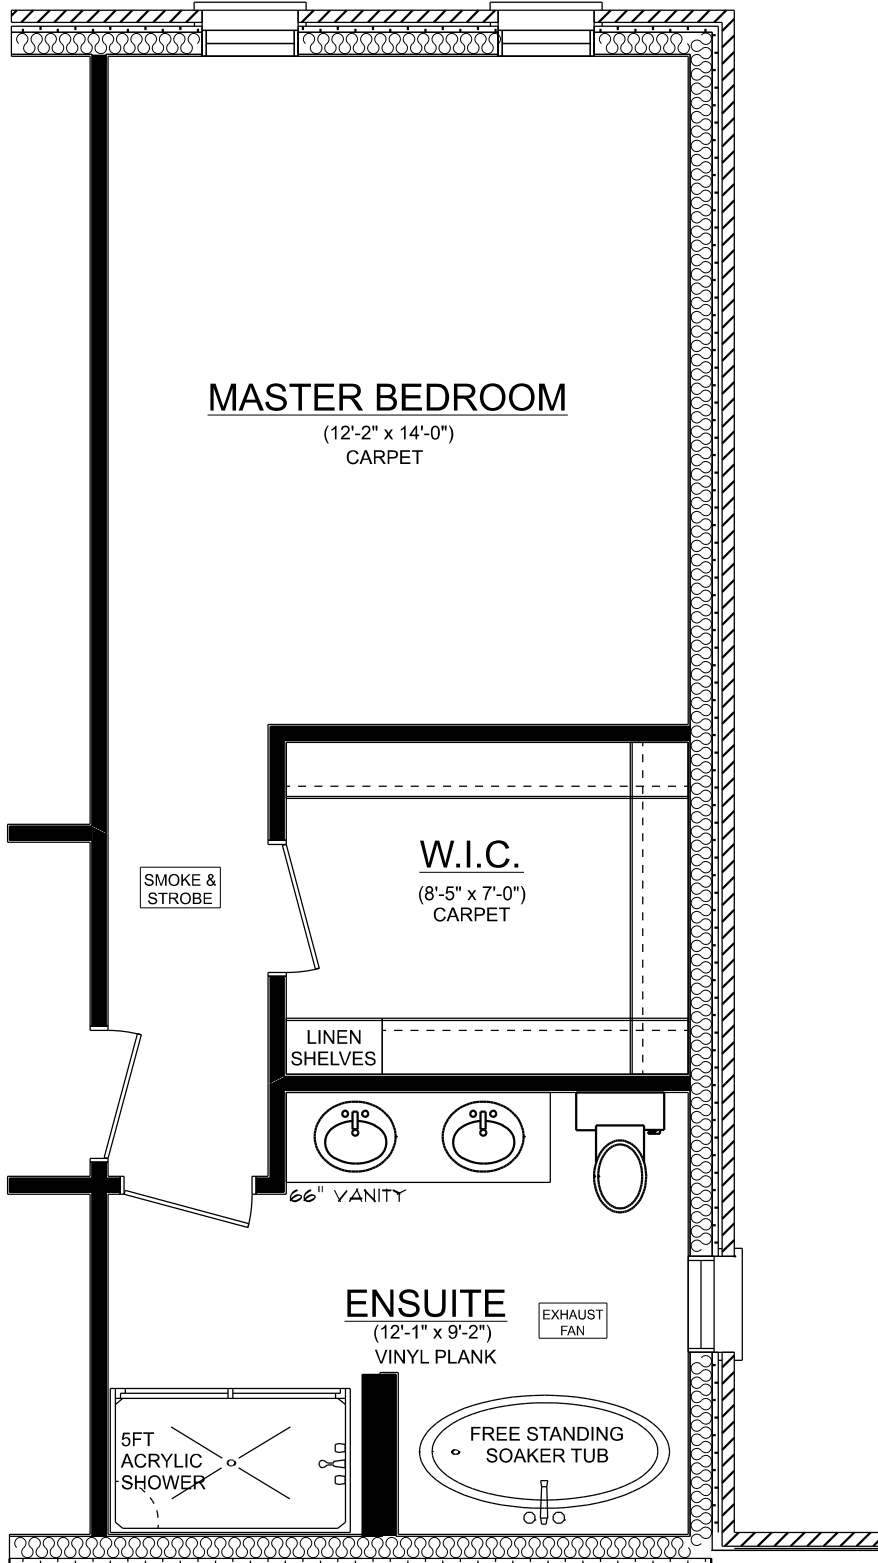 MASTER BEDROOM
(12'-2" x 14'-0")
CARPET
W.I.C.
(8'-5" x 7'-0")
CARPET
SMOKE &
STROBE
LINEN
SHELVES
66" VANITY
ENSUITE
(12'-1" x 9'-2")
VINYL PLANK
EXHAUST
FAN
5FT
ACRYLIC
SHOWER
FREE STANDING
SOAKER TUB